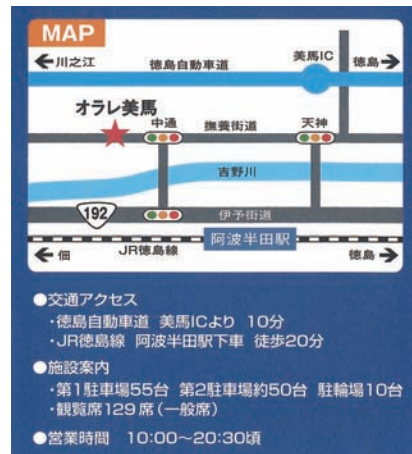 MAP
←川之江
徳島自動車道
美馬IC
徳島→
オラレ美馬
中通
撫養街道
天神
吉野川
192
伊予街道
阿波半田駅
←佃
JR徳島線
徳島→
●交通アクセス
・徳島自動車道 美馬ICより 10分
・JR徳島線 阿波半田駅下車 徒歩20分
●施設案内
・第1駐車場55台 第2駐車場約50台 駐輪場10台
・観覧席129席(一般席)
●営業時間 10:00〜20:30頃